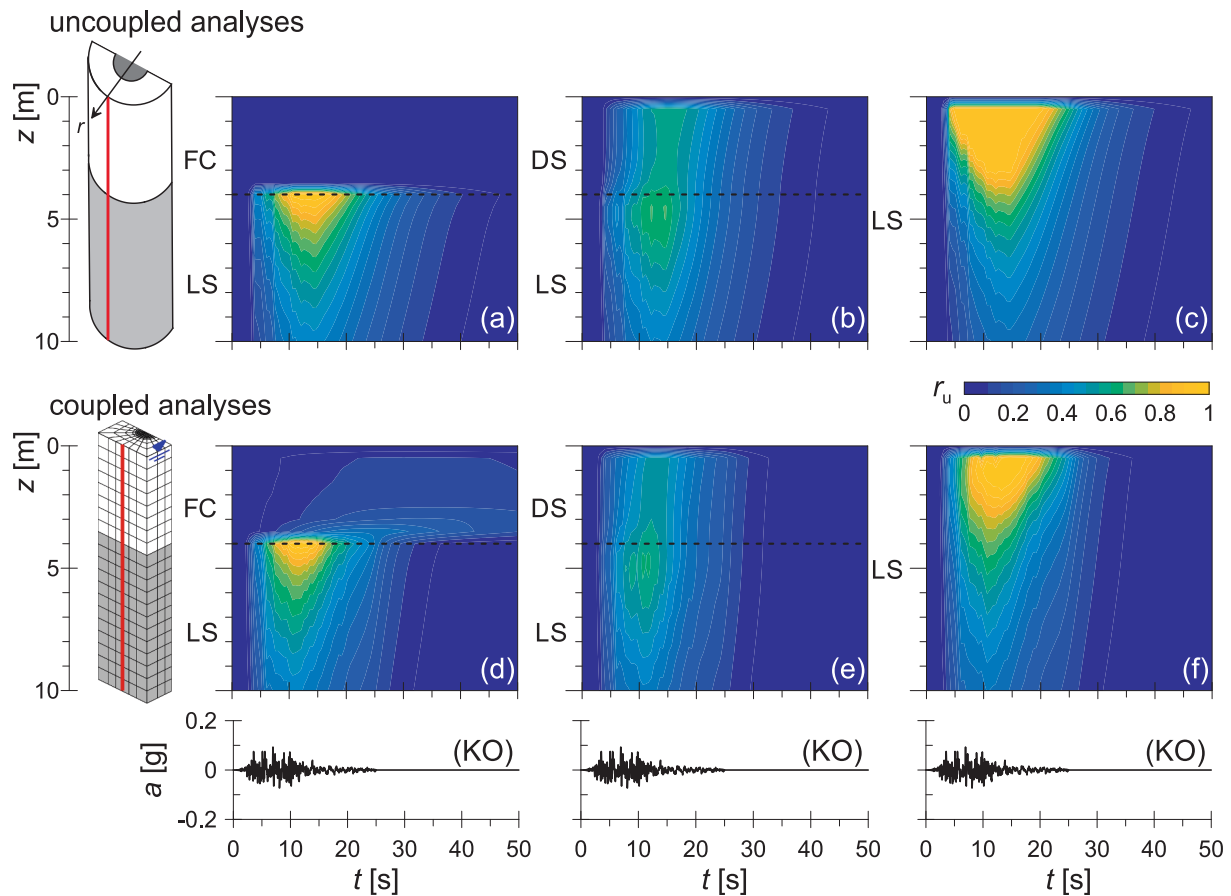 uncoupled analyses
r
z [m]
0
5
10
FC
LS
(a)
DS
LS
(b)
LS
(c)
r_u
0 0.2 0.4 0.6 0.8 1
coupled analyses
z [m]
0
5
10
FC
LS
(d)
DS
LS
(e)
LS
(f)
a [g]
0.2
0
-0.2
(KO)
(KO)
(KO)
0 10 20 30 40 50
0 10 20 30 40 50
0 10 20 30 40 50
t [s]
t [s]
t [s]